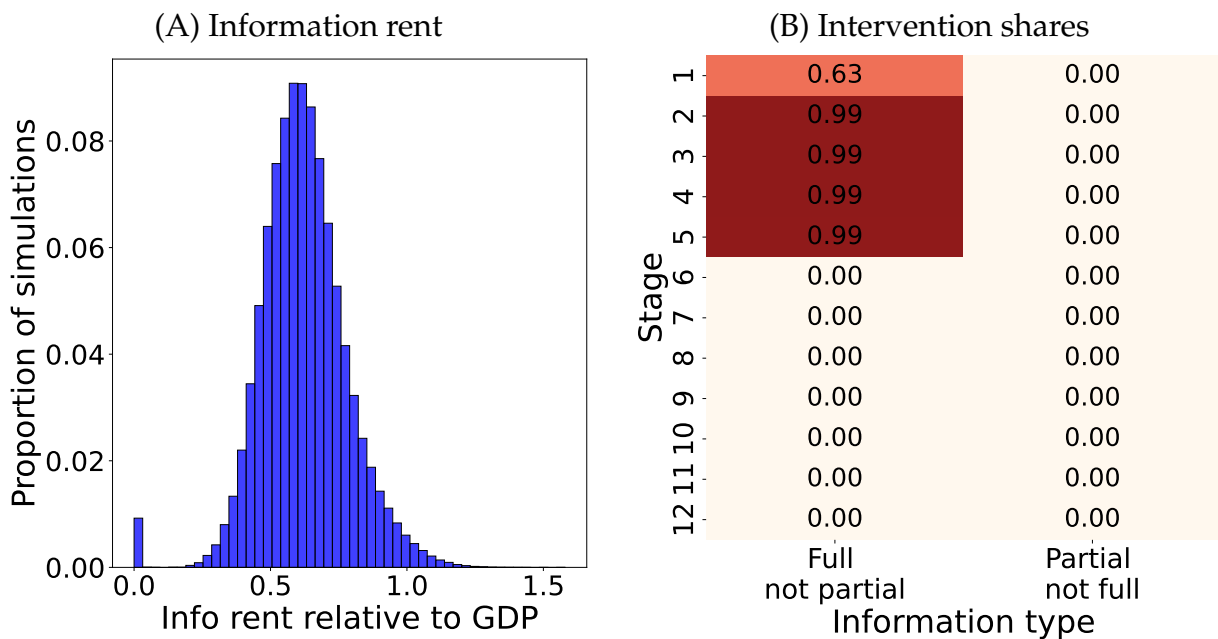 (A) Information rent
Proportion of simulations
0.08
0.06
0.04
0.02
0.00
0.0 0.5 1.0 1.5
Info rent relative to GDP
(B) Intervention shares
Stage
1 0.63 0.00
2 0.99 0.00
3 0.99 0.00
4 0.99 0.00
5 0.99 0.00
6 0.00 0.00
7 0.00 0.00
8 0.00 0.00
9 0.00 0.00
10 0.00 0.00
11 0.00 0.00
12 0.00 0.00
Full Partial
not partial not full
Information type